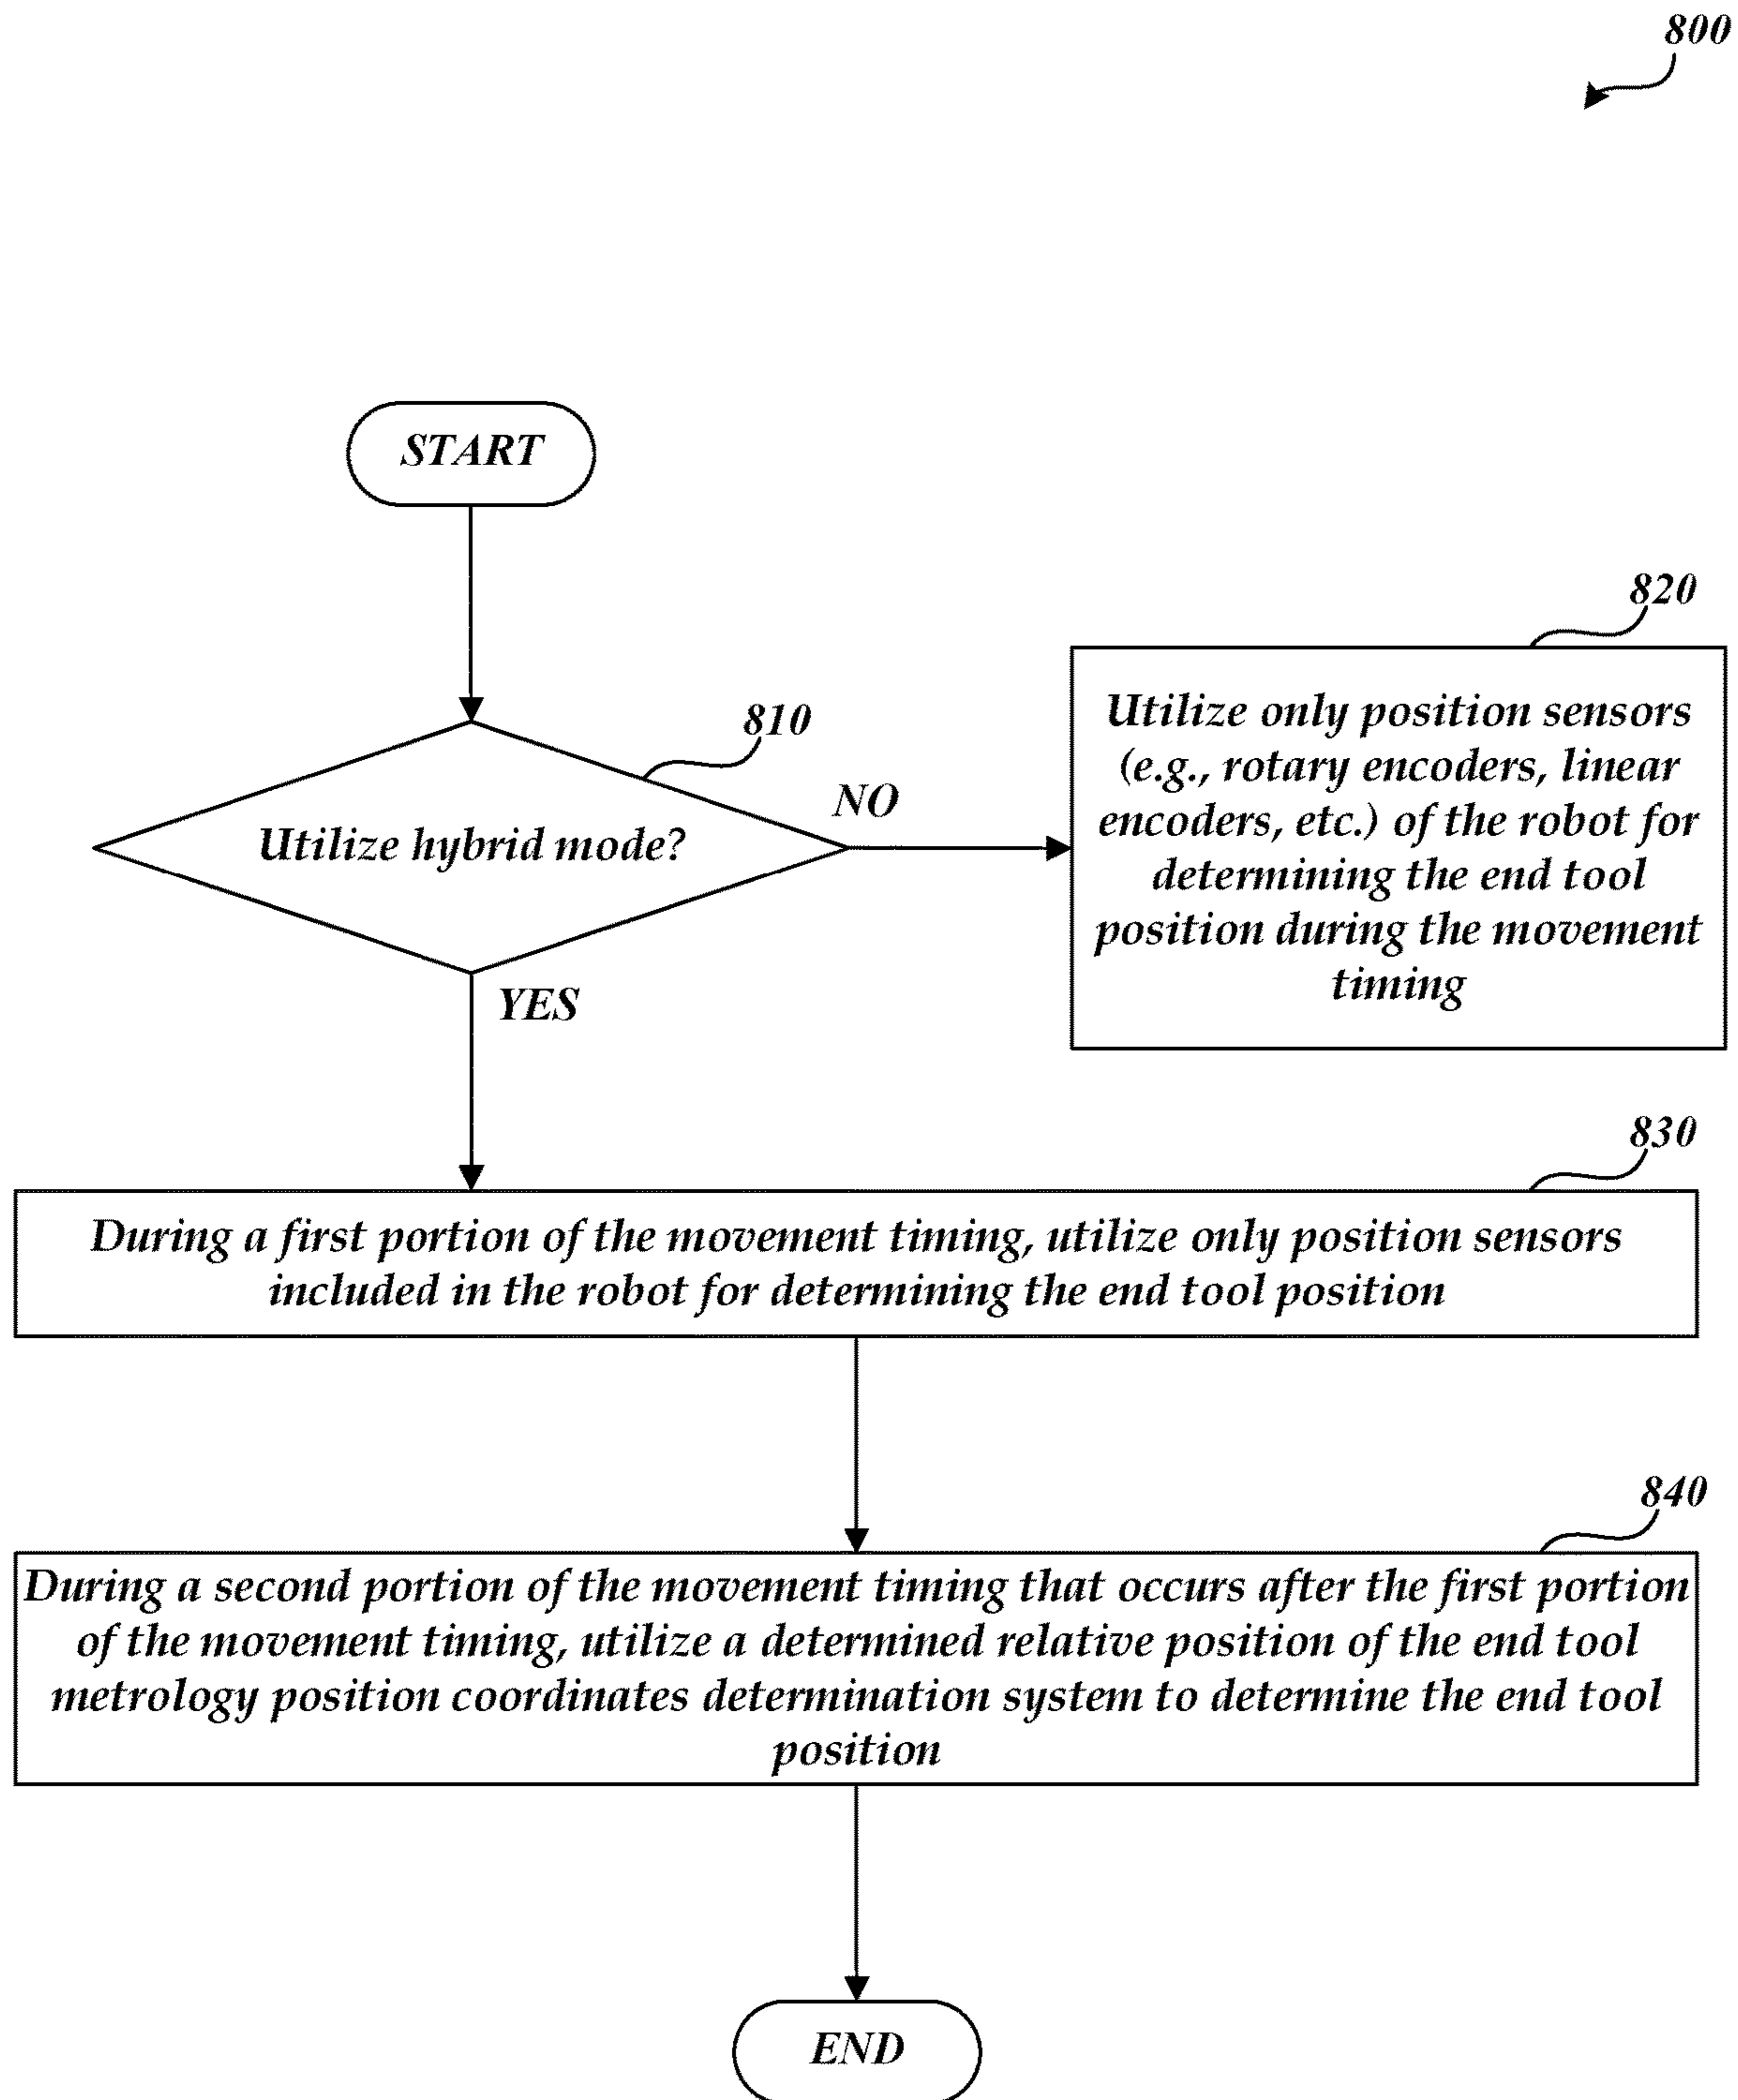 800
START
820
810
NO
Utilize hybrid mode?
Utilize only position sensors
(e.g., rotary encoders, linear
encoders, etc.) of the robot for
determining the end tool
position during the movement
timing
YES
830
During a first portion of the movement timing, utilize only position sensors
included in the robot for determining the end tool position
840
During a second portion of the movement timing that occurs after the first portion
of the movement timing, utilize a determined relative position of the end tool
metrology position coordinates determination system to determine the end tool
position
END